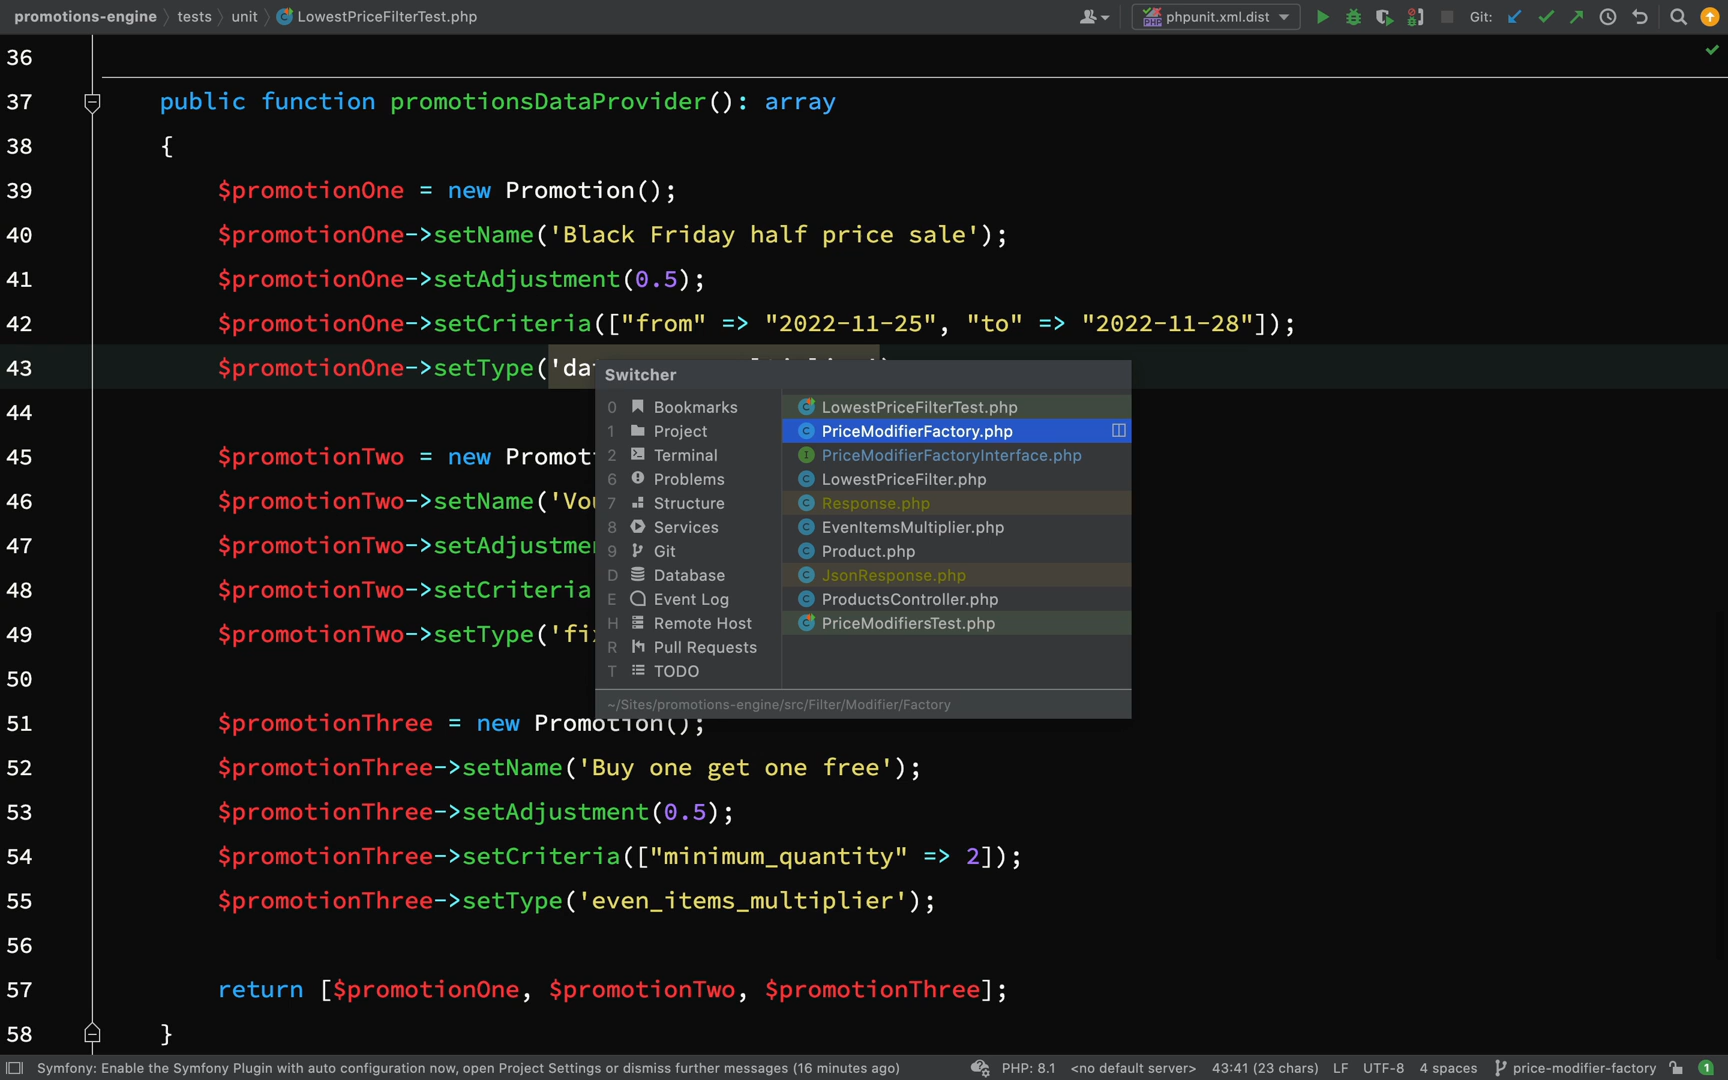 promotions-engine tests unit LowestPriceFilterTest.php phpunit.xml.dist Git:
36
37 public function promotionsDataProvider(): array
38 {
39 $promotionOne = new Promotion();
40 $promotionOne->setName('Black Friday half price sale');
41 $promotionOne->setAdjustment(0.5);
42 $promotionOne->setCriteria(["from" => "2022-11-25", "to" => "2022-11-28"]);
43 $promotionOne->setType('dat
44
45 $promotionTwo = new Promot
46 $promotionTwo->setName('Vou
47 $promotionTwo->setAdjustmen
48 $promotionTwo->setCriteria
49 $promotionTwo->setType('fix
50
51 $promotionThree = new Promotion();
52 $promotionThree->setName('Buy one get one free');
53 $promotionThree->setAdjustment(0.5);
54 $promotionThree->setCriteria(["minimum_quantity" => 2]);
55 $promotionThree->setType('even_items_multiplier');
56
57 return [$promotionOne, $promotionTwo, $promotionThree];
58 }
Switcher
0 Bookmarks
1 Project
2 Terminal
6 Problems
7 Structure
8 Services
9 Git
D Database
E Event Log
H Remote Host
R Pull Requests
T TODO
LowestPriceFilterTest.php
PriceModifierFactory.php
PriceModifierFactoryInterface.php
LowestPriceFilter.php
Response.php
EvenItemsMultiplier.php
Product.php
JsonResponse.php
ProductsController.php
PriceModifiersTest.php
~/Sites/promotions-engine/src/Filter/Modifier/Factory
Symfony: Enable the Symfony Plugin with auto configuration now, open Project Settings or dismiss further messages (16 minutes ago) PHP: 8.1 <no default server> 43:41 (23 chars) LF UTF-8 4 spaces price-modifier-factory 1